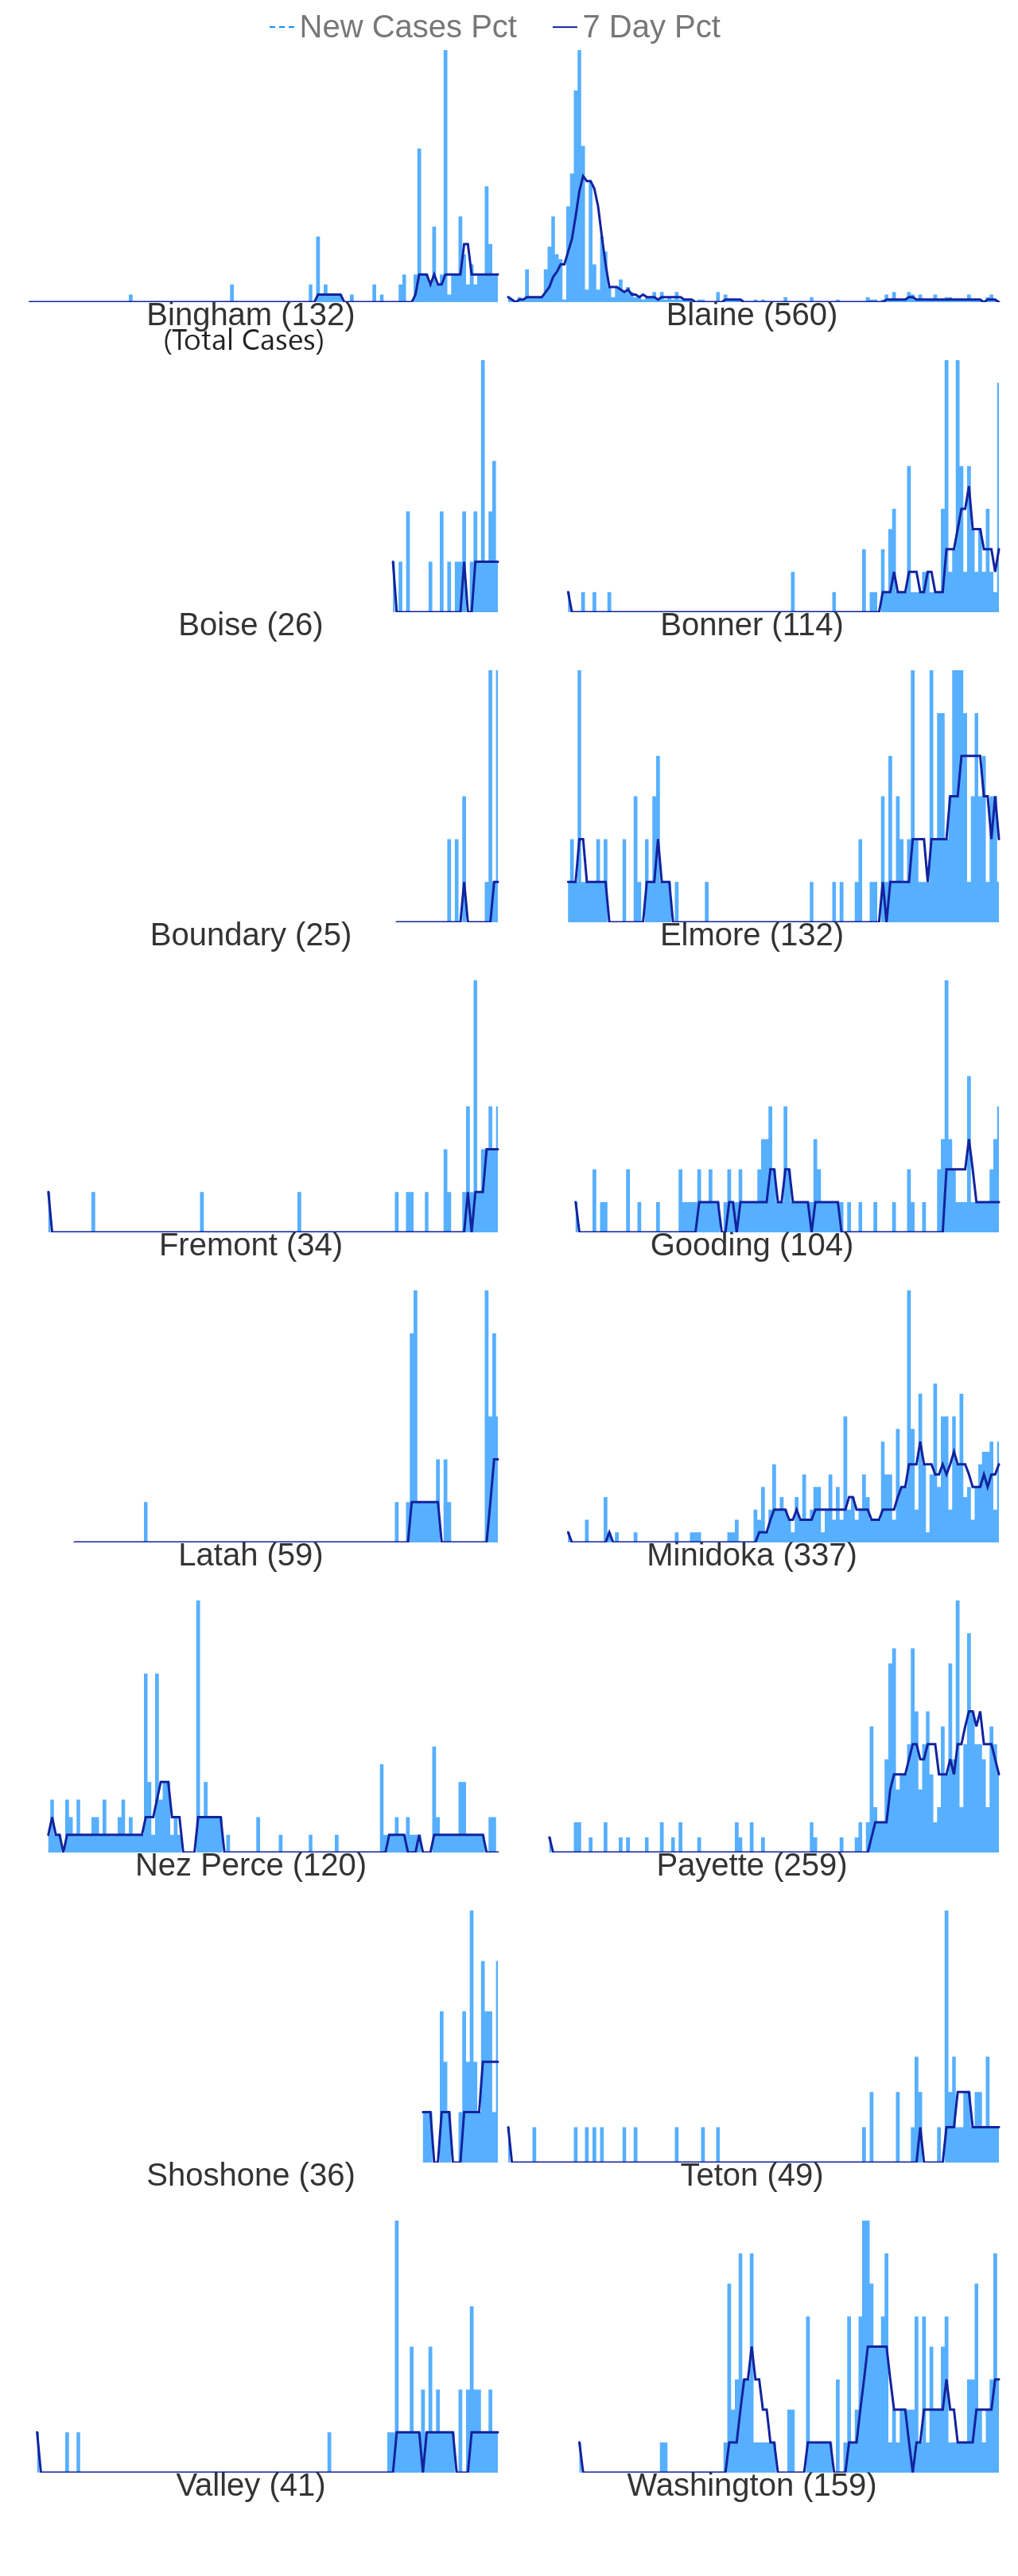 New Cases Pct 7 Day Pct
Bingham (132) Blaine (560)
(Total Cases)
Boise (26) Bonner (114)
Boundary (25) Elmore (132)
Fremont (34) Gooding (104)
Latah (59) Minidoka (337)
Nez Perce (120) Payette (259)
Shoshone (36) Teton (49)
Valley (41) Washington (159)